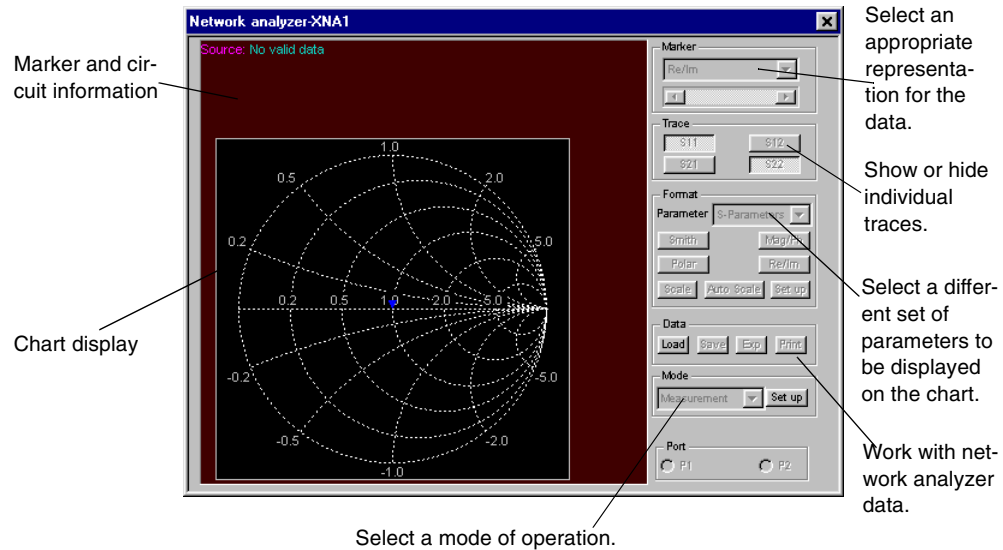 Network analyzer-XNA1
Source: No valid data
Marker and cir-
cuit information
Chart display
1.0
0.5
2.0
0.2
5.0
0.2 0.5 1.0 2.0 5.0
-0.2
-5.0
-0.5
-2.0
-1.0
Marker
Re/Im
Trace
S11 S12
S21 S22
Format
Parameter S-Parameters
Smith Mag/Ph
Polar Re/Im
Scale Auto Scale Set up
Data
Load Save Exp Print
Mode
Measurement Set up
Port
P1 P2
Select an
appropriate
representa-
tion for the
data.
Show or hide
individual
traces.
Select a differ-
ent set of
parameters to
be displayed
on the chart.
Work with net-
work analyzer
data.
Select a mode of operation.